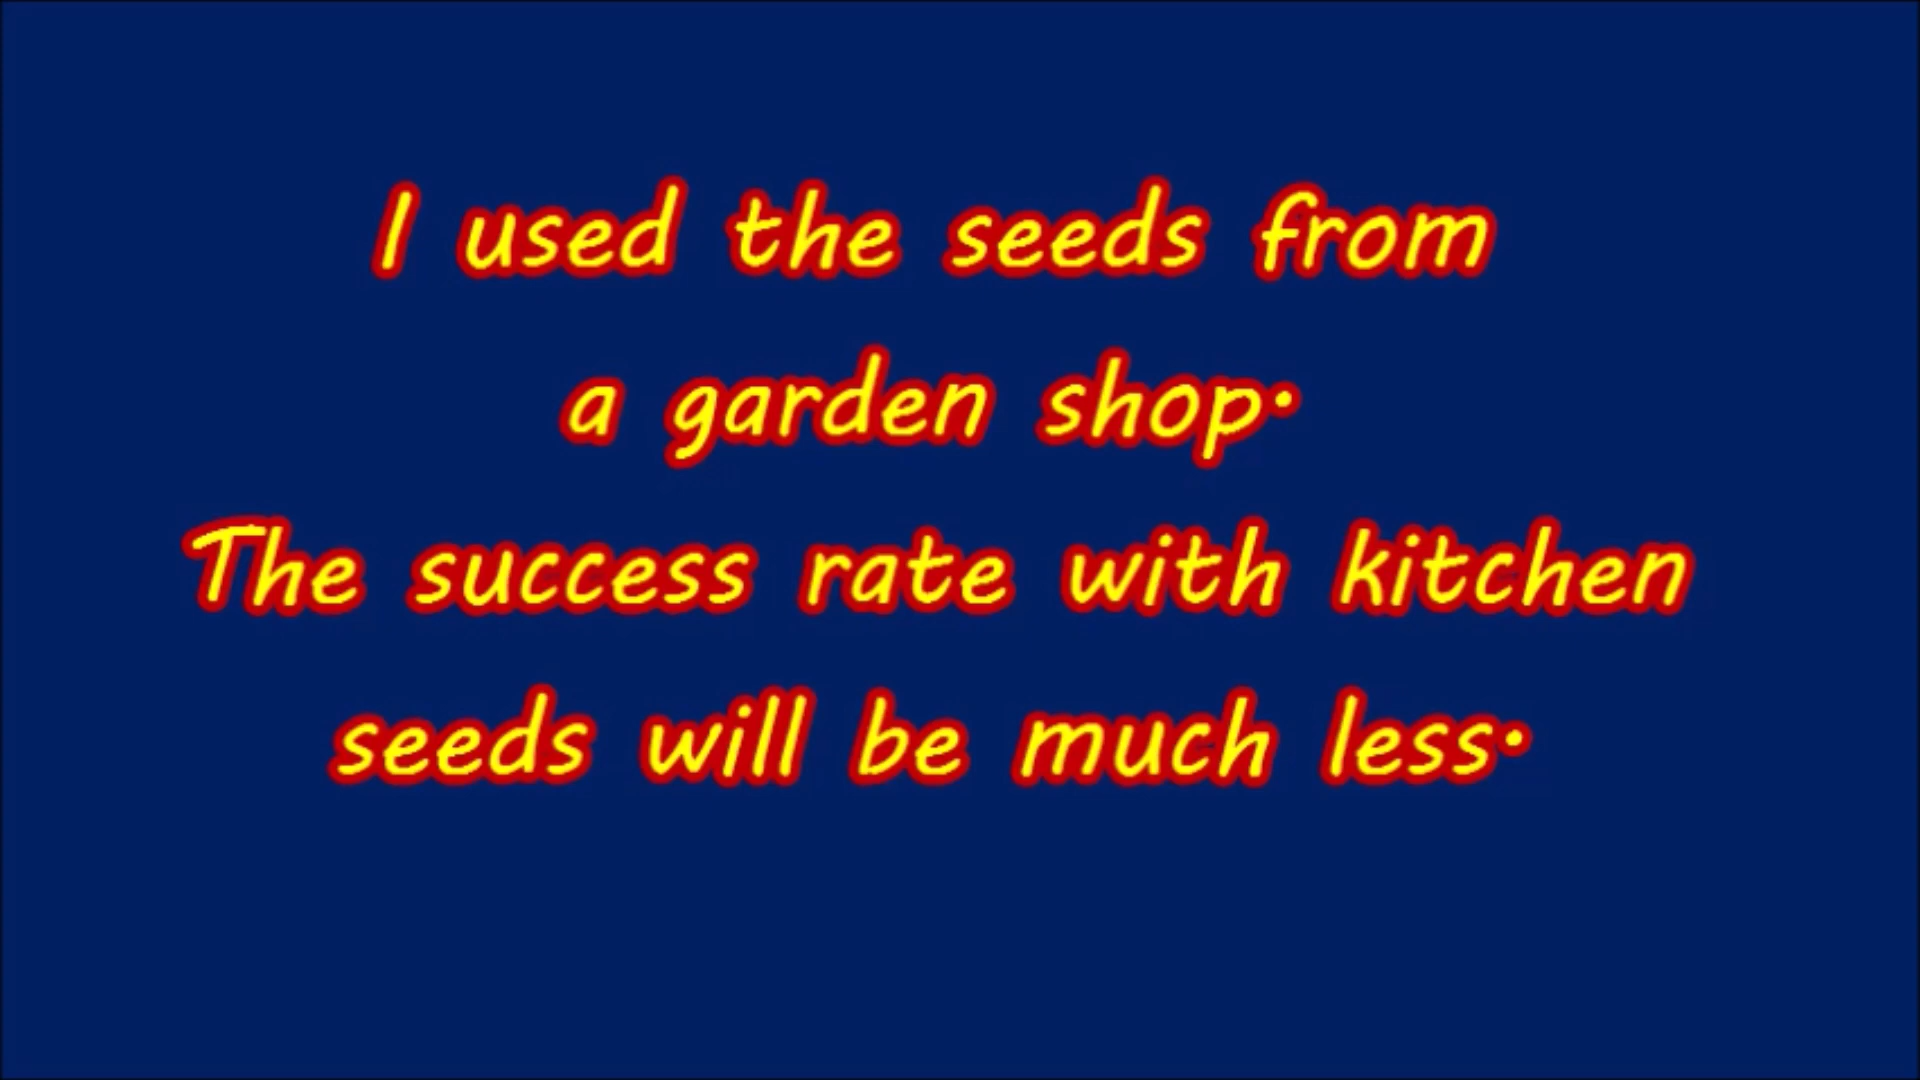 I used the seeds from
a garden shop.
The success rate with kitchen
seeds will be much less.